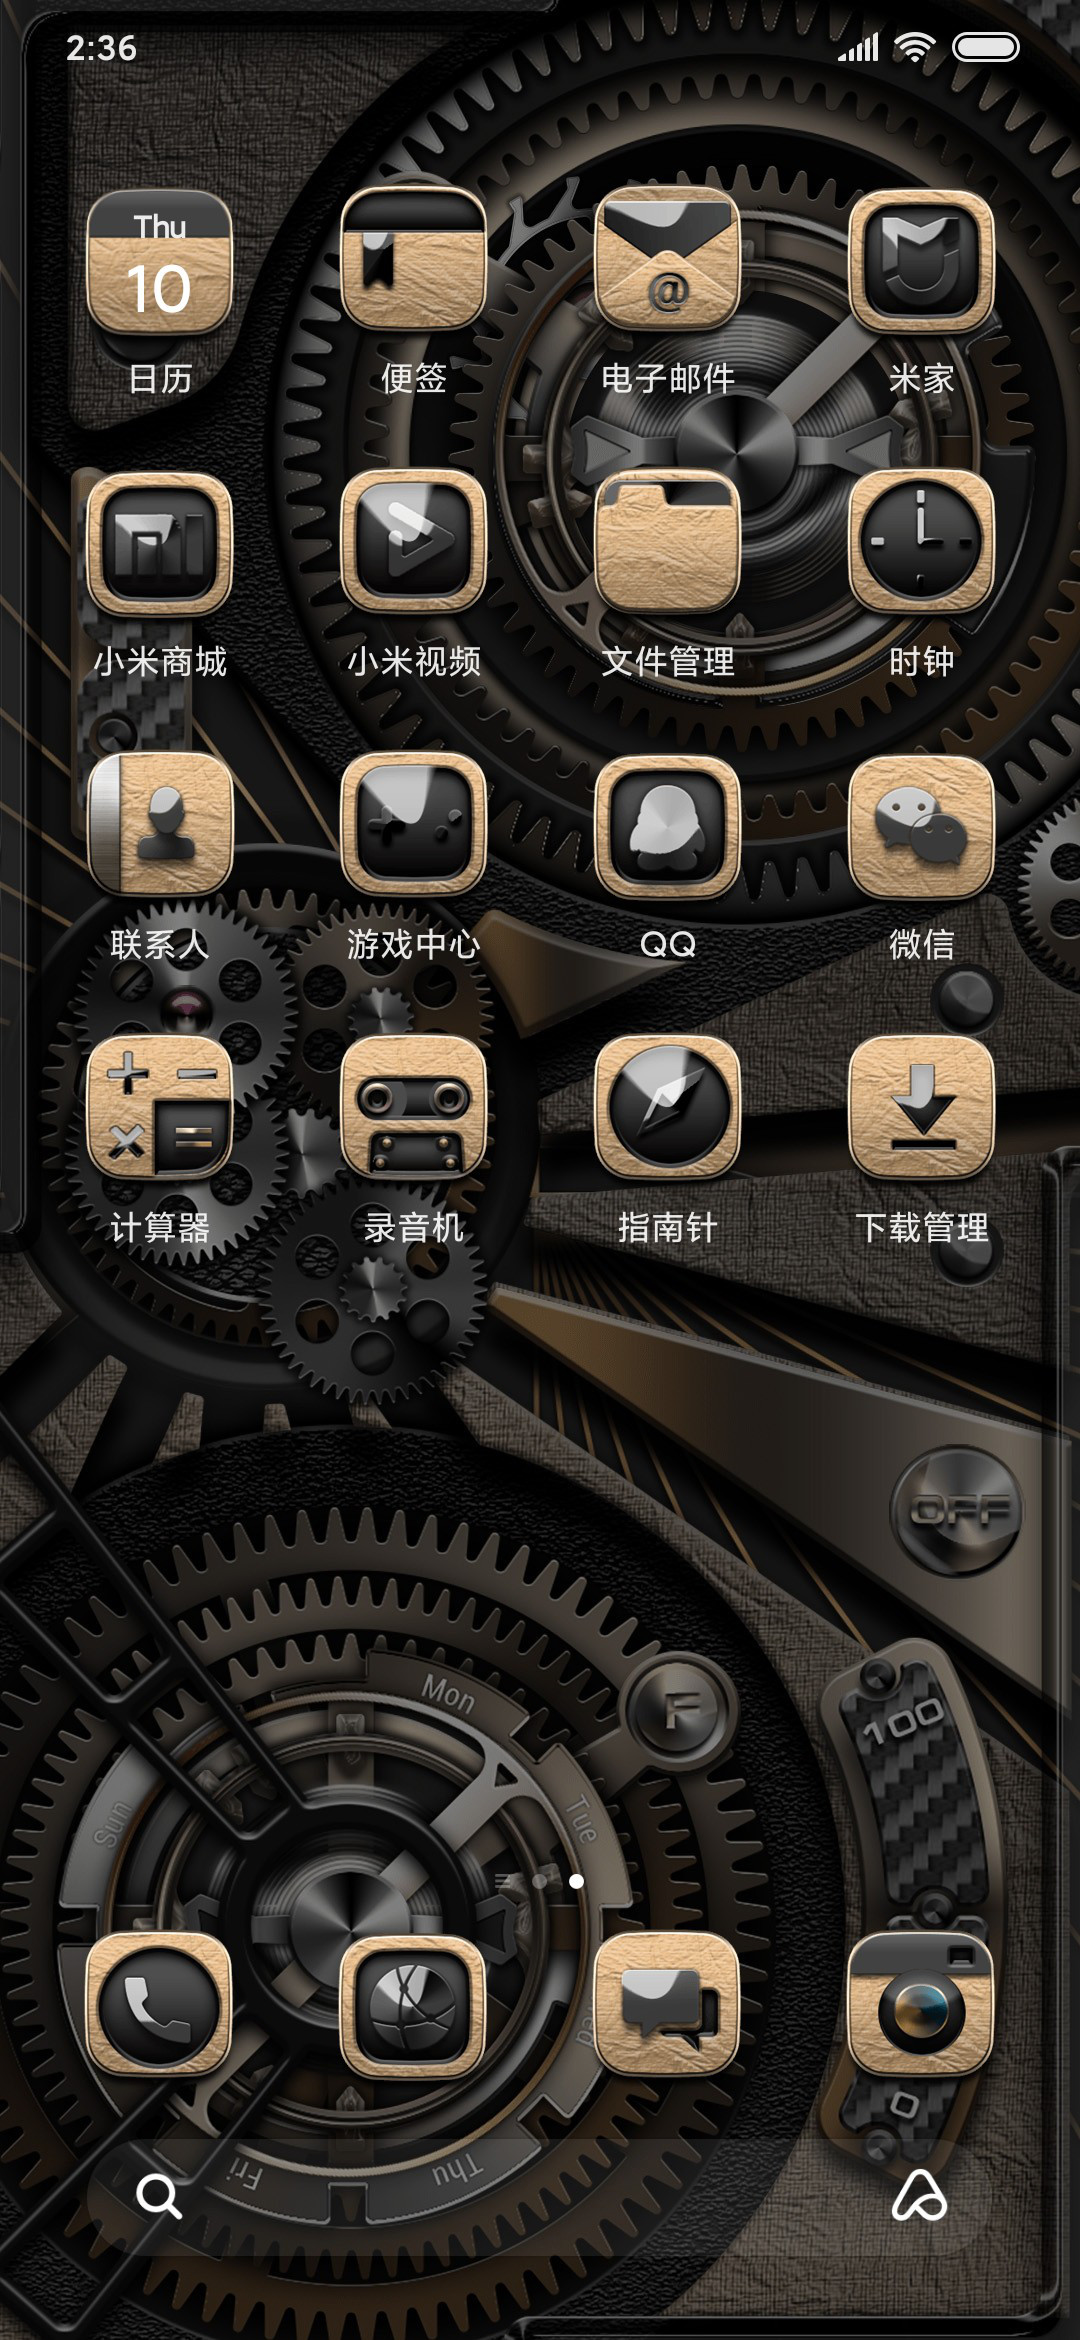 2:36
Thu
10
日历
便签
@
电子邮件
米家
小米商城
小米视频
文件管理
时钟
联系人
游戏中心
QQ
微信
计算器
录音机
指南针
下载管理
OFF
Mon
F
100
Sun
Tue
0
Fri
Thu